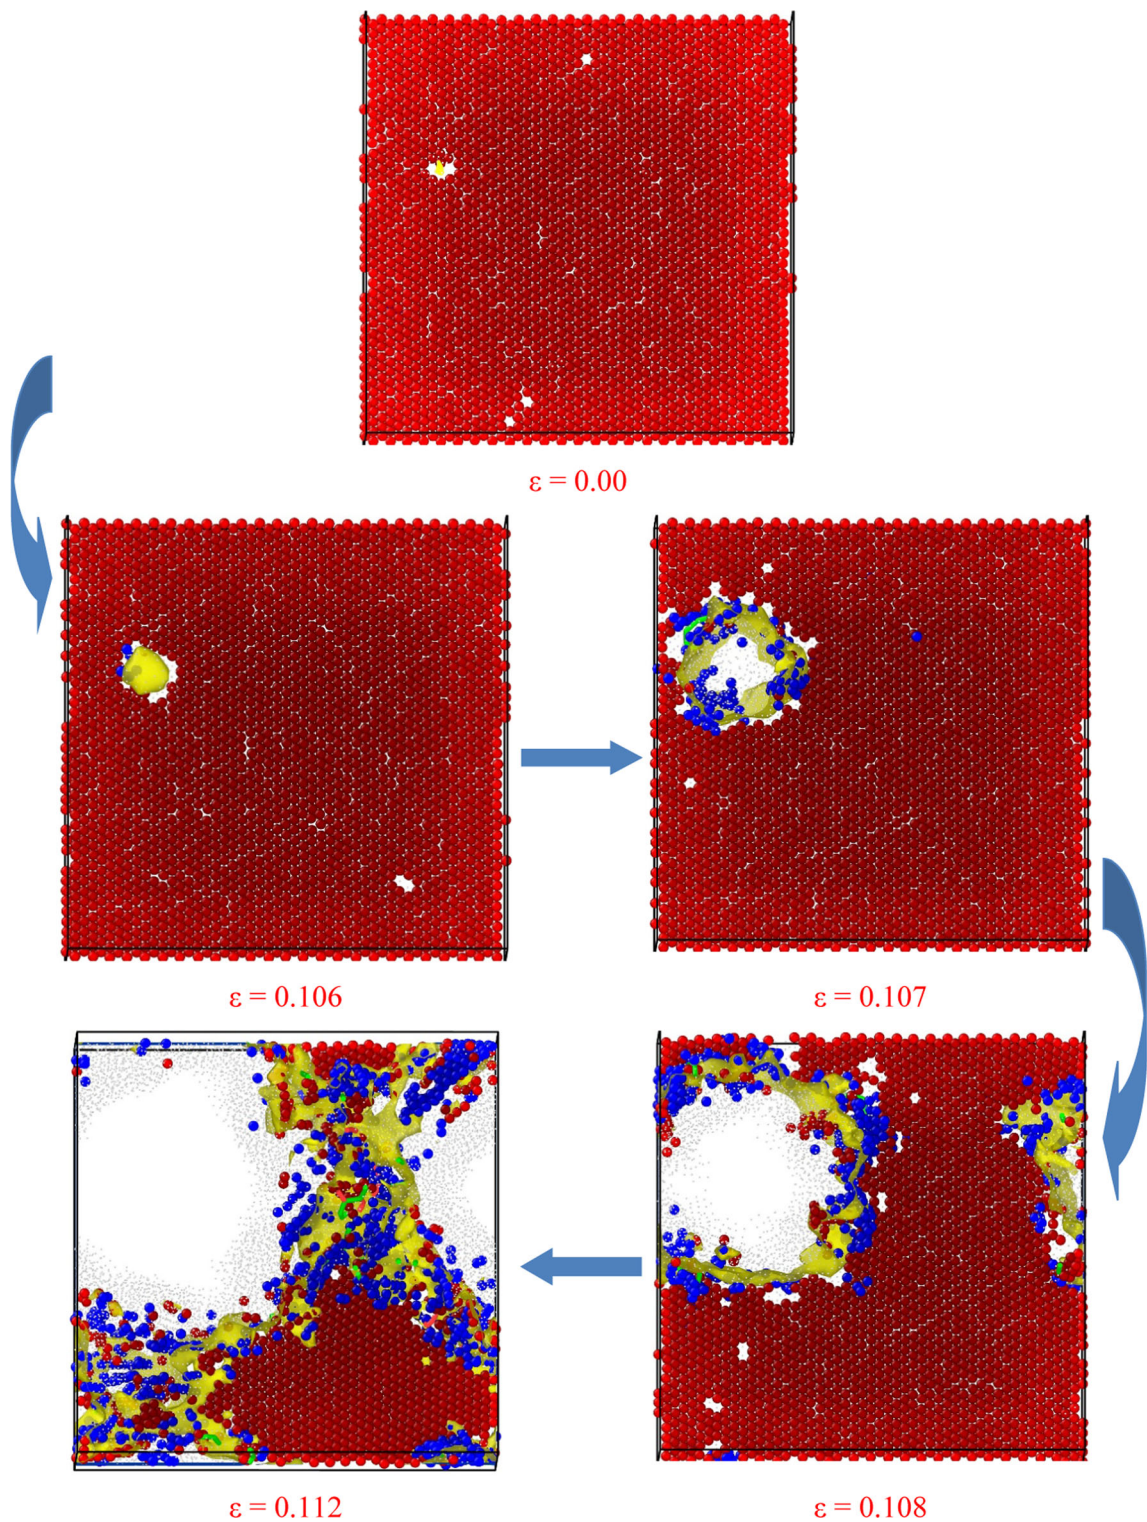 ε = 0.00
ε = 0.106
ε = 0.107
ε = 0.112
ε = 0.108